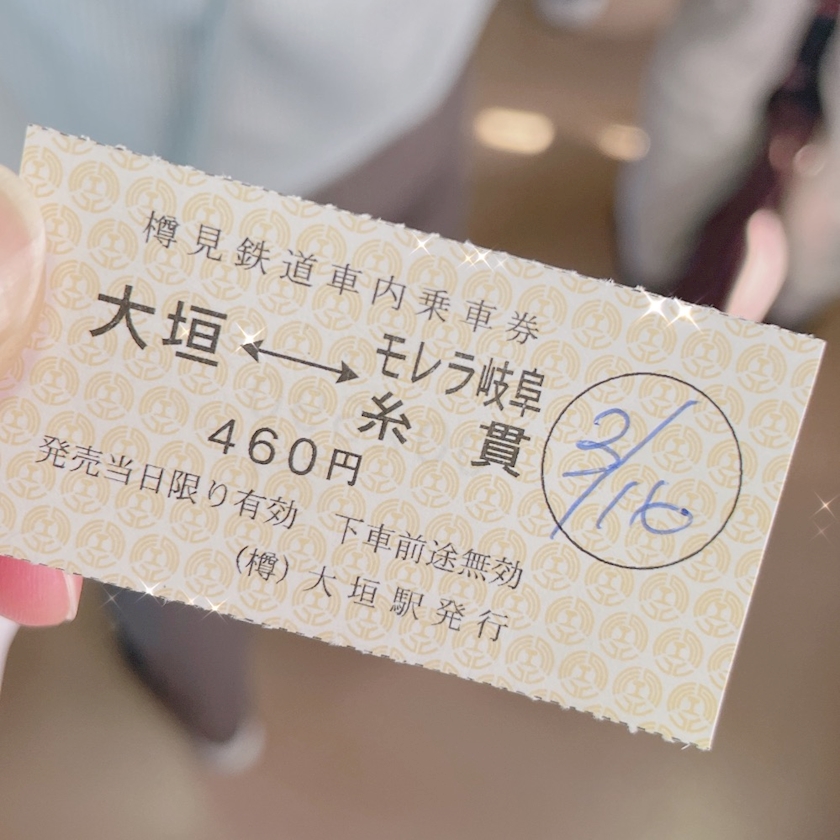 樽見鉄道車内乗車券
大垣↔モレラ岐阜
糸貫
460円
2/16
発売当日限り有効 下車前途無効
(樽)大垣駅発行